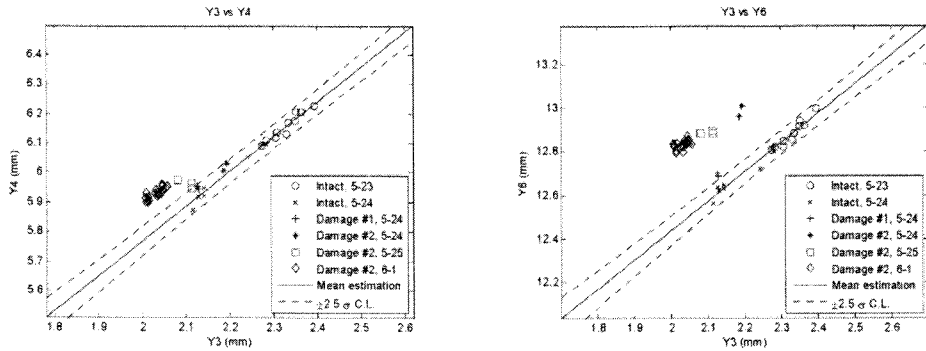 Y3 vs Y4
6.4
6.3
6.2
6.1
6
5.9
5.8
5.7
5.6
Y4 (mm)
1.8 1.9 2 2.1 2.2 2.3 2.4 2.5 2.6
Y3 (mm)
Intact, 5-23
Intact, 5-24
Damage #1, 5-24
Damage #2, 5-24
Damage #2, 5-25
Damage #2, 6-1
Mean estimation
±2.5 σ C.L.
Y3 vs Y6
13.2
13
12.8
12.6
12.4
12.2
Y6 (mm)
1.8 1.9 2 2.1 2.2 2.3 2.4 2.5 2.6
Y3 (mm)
Intact, 5-23
Intact, 5-24
Damage #1, 5-24
Damage #2, 5-24
Damage #2, 5-25
Damage #2, 6-1
Mean estimation
±2.5 σ C.L.